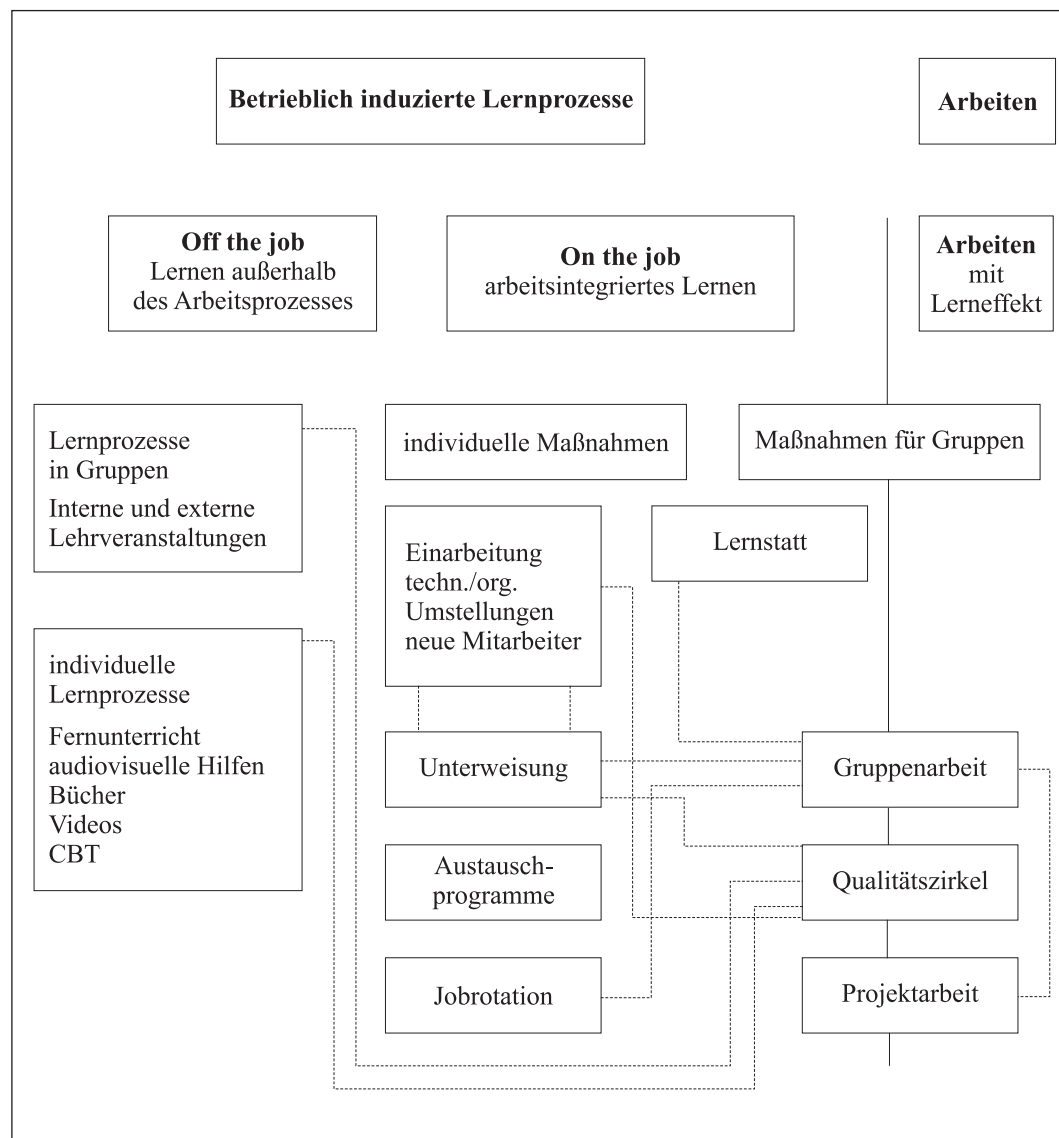 Betrieblich induzierte Lernprozesse
Arbeiten
Off the job
Lernen außerhalb
des Arbeitsprozesses
On the job
arbeitsintegriertes Lernen
Arbeiten
mit
Lerneffekt
Lernprozesse
in Gruppen
Interne und externe
Lehrveranstaltungen
individuelle Maßnahmen
Maßnahmen für Gruppen
Einarbeitung
techn./org.
Umstellungen
neue Mitarbeiter
Lernstatt
individuelle
Lernprozesse
Fernunterricht
audiovisuelle Hilfen
Bücher
Videos
CBT
Unterweisung
Gruppenarbeit
Austausch-
programme
Qualitätszirkel
Jobrotation
Projektarbeit